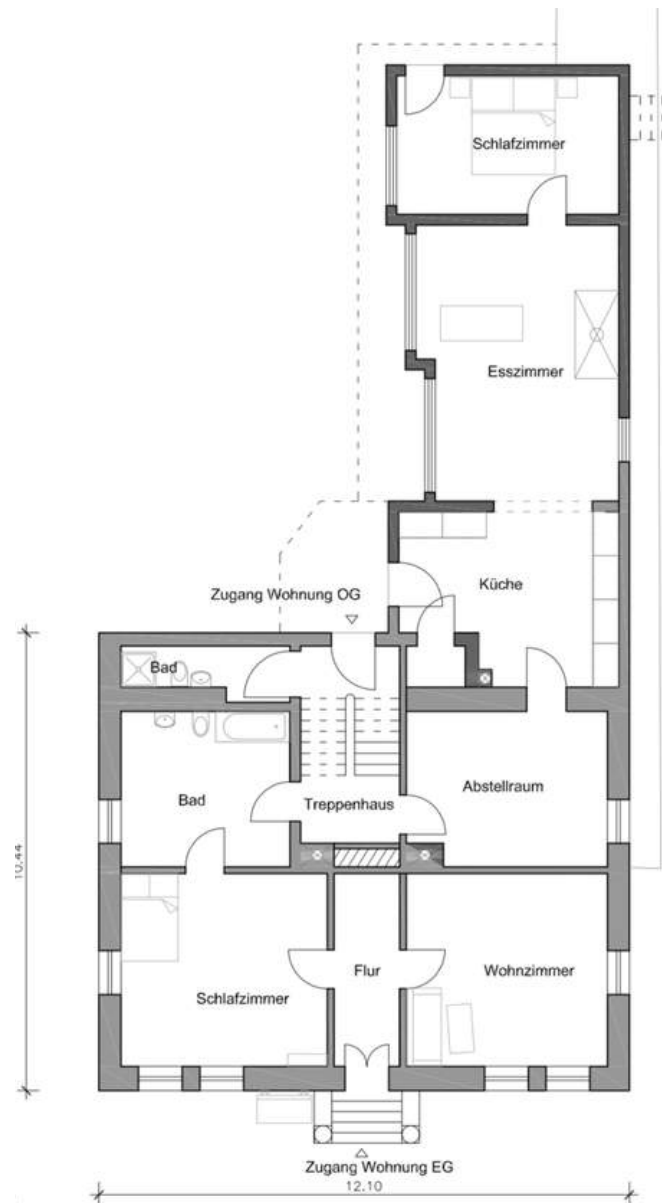 Schlafzimmer
Esszimmer
Küche
Zugang Wohnung OG
Bad
Bad
Treppenhaus
Abstellraum
10.44
Schlafzimmer
Flur
Wohnzimmer
Zugang Wohnung EG
12.10